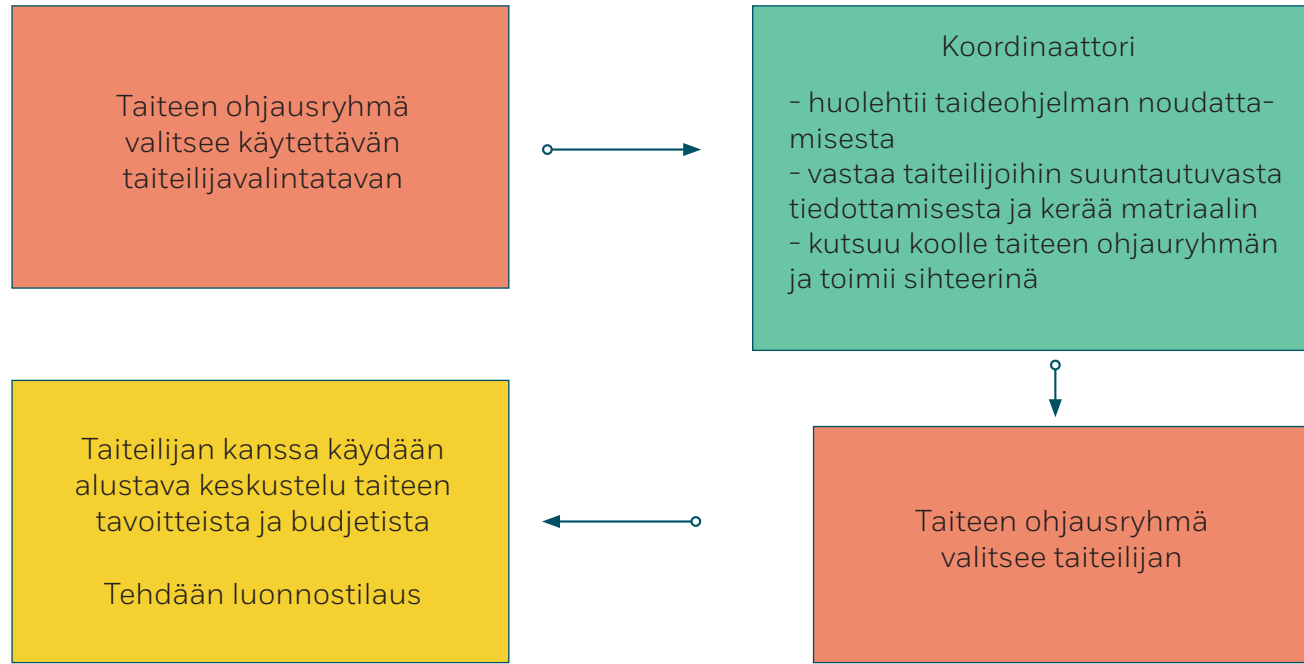 Taiteen ohjausryhmä
valitsee käytettävän
taiteilijavalintatavan
Koordinaattori
- huolehtii taideohjelman noudatta-
misesta
- vastaa taiteilijoihin suuntautuvasta
tiedottamisesta ja kerää matriaalin
- kutsuu koolle taiteen ohjauryhmän
ja toimii sihteerinä
Taiteen ohjausryhmä
valitsee taiteilijan
Taiteilijan kanssa käydään
alustava keskustelu taiteen
tavoitteista ja budjetista
Tehdään luonnostilaus